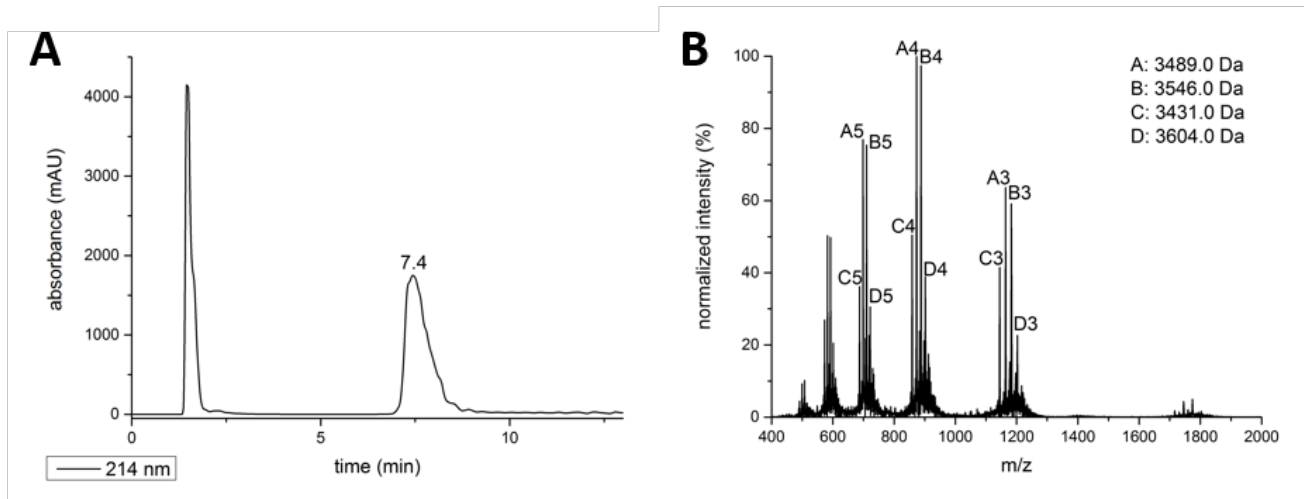 A
absorbance (mAU)
4000
3000
2000
1000
0
7.4
0 5 10
time (min)
214 nm
B
normalized intensity (%)
100
80
60
40
20
0
A4
B4
A5
B5
A3
B3
C4
C3
C5
D4
D5
D3
A: 3489.0 Da
B: 3546.0 Da
C: 3431.0 Da
D: 3604.0 Da
400 600 800 1000 1200 1400 1600 1800 2000
m/z